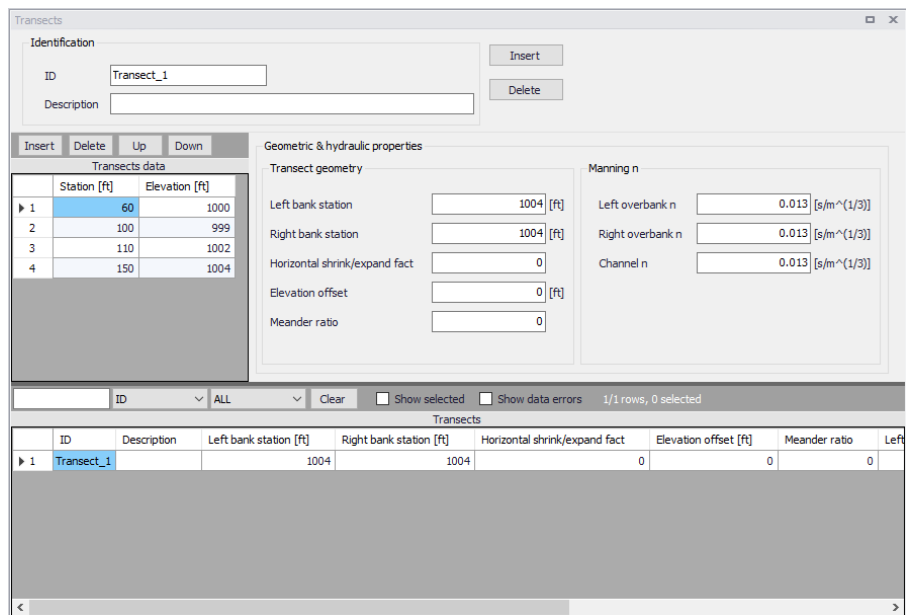 Transects
Identification
ID Transect_1
Description
Insert
Delete
Insert Delete Up Down
Transects data
Station [ft] Elevation [ft]
1 60 1000
2 100 999
3 110 1002
4 150 1004
Geometric & hydraulic properties
Transect geometry
Left bank station 1004 [ft]
Right bank station 1004 [ft]
Horizontal shrink/expand fact 0
Elevation offset 0 [ft]
Meander ratio 0
Manning n
Left overbank n 0.013 [s/m^(1/3)]
Right overbank n 0.013 [s/m^(1/3)]
Channel n 0.013 [s/m^(1/3)]
ID ALL Clear Show selected Show data errors 1/1 rows, 0 selected
Transects
ID Description Left bank station [ft] Right bank station [ft] Horizontal shrink/expand fact Elevation offset [ft] Meander ratio Left
1 Transect_1 1004 1004 0 0 0